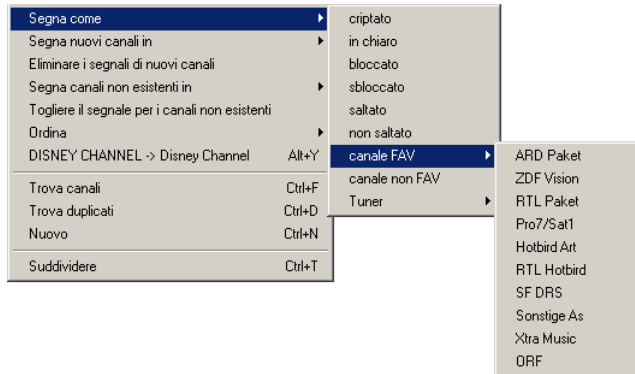 Segna come
Segna nuovi canali in
Eliminare i segnali di nuovi canali
Segna canali non esistenti in
Togliere il segnale per i canali non esistenti
Ordina
DISNEY CHANNEL -> Disney Channel Alt+Y
Trova canali Ctrl+F
Trova duplicati Ctrl+D
Nuovo Ctrl+N
Suddividere Ctrl+T
criptato
in chiaro
bloccato
sbloccato
saltato
non saltato
canale FAV
canale non FAV
Tuner
ARD Paket
ZDF Vision
RTL Paket
Pro7/Sat1
Hotbird Art
RTL Hotbird
SF DRS
Sonstige As
Xtra Music
ORF